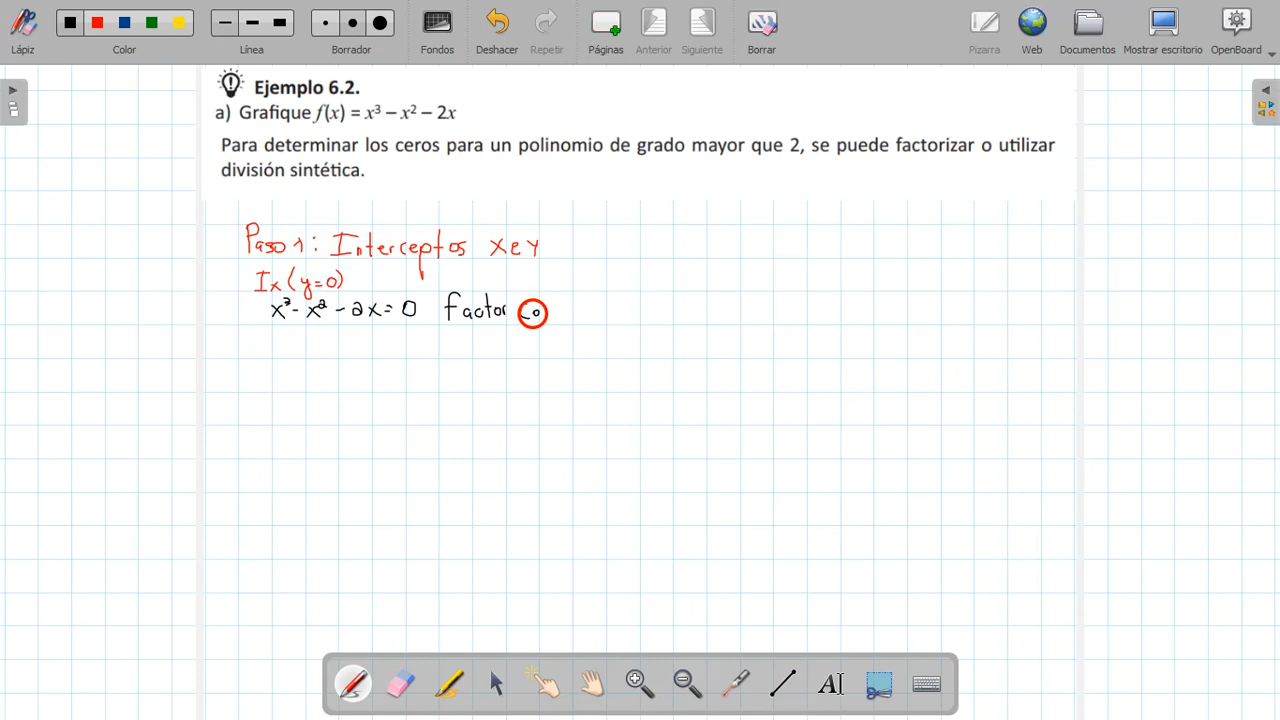 Lápiz Color Línea Borrador Fondos Deshacer Repetir Páginas Anterior Siguiente Borrar Pizarra Web Documentos Mostrar escritorio OpenBoard
Ejemplo 6.2.
a) Grafique f(x) = x³ – x² – 2x
Para determinar los ceros para un polinomio de grado mayor que 2, se puede factorizar o utilizar
división sintética.
Paso 1: Interceptos X e Y
Ix (y=0)
x³ - x² - 2x = 0 factor co